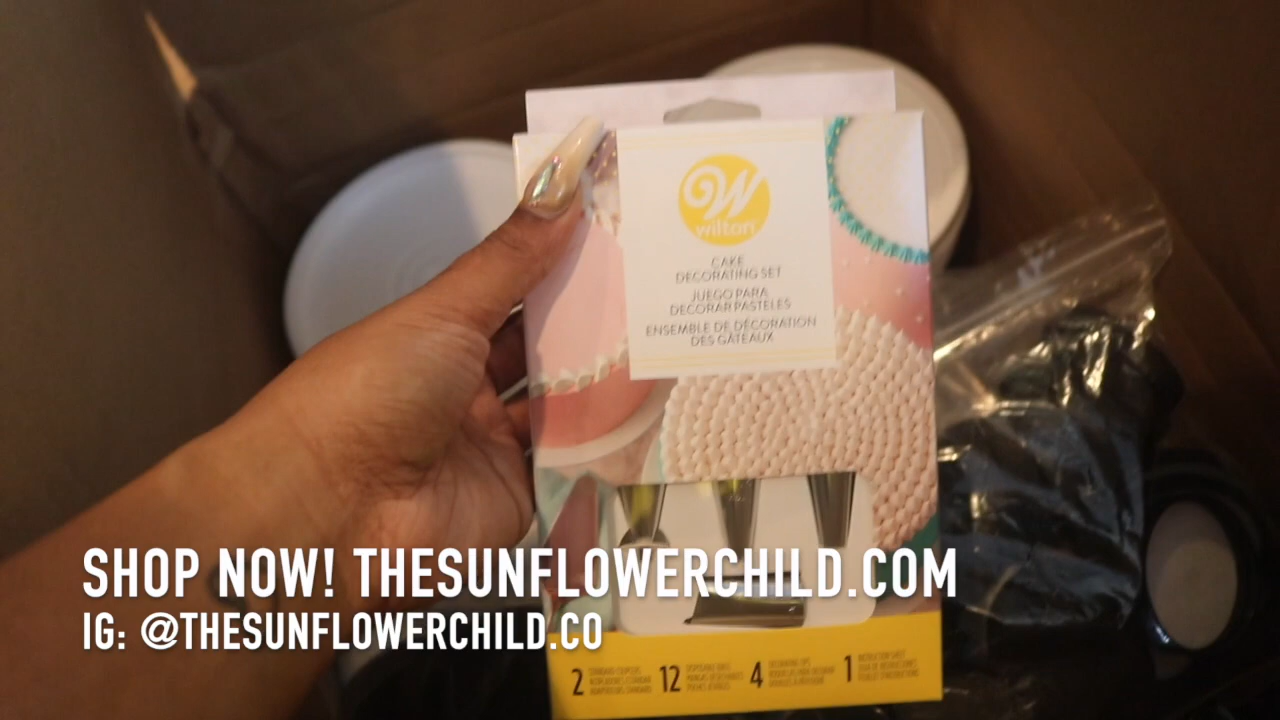 W
wilton
CAKE
DECORATING SET
JUEGO PARA
DECORAR PASTELES
ENSEMBLE DE DÉCORATION
DES GÂTEAUX
SHOP NOW! THESUNFLOWERCHILD.COM
IG: @THESUNFLOWERCHILD.CO
2
12
4
1